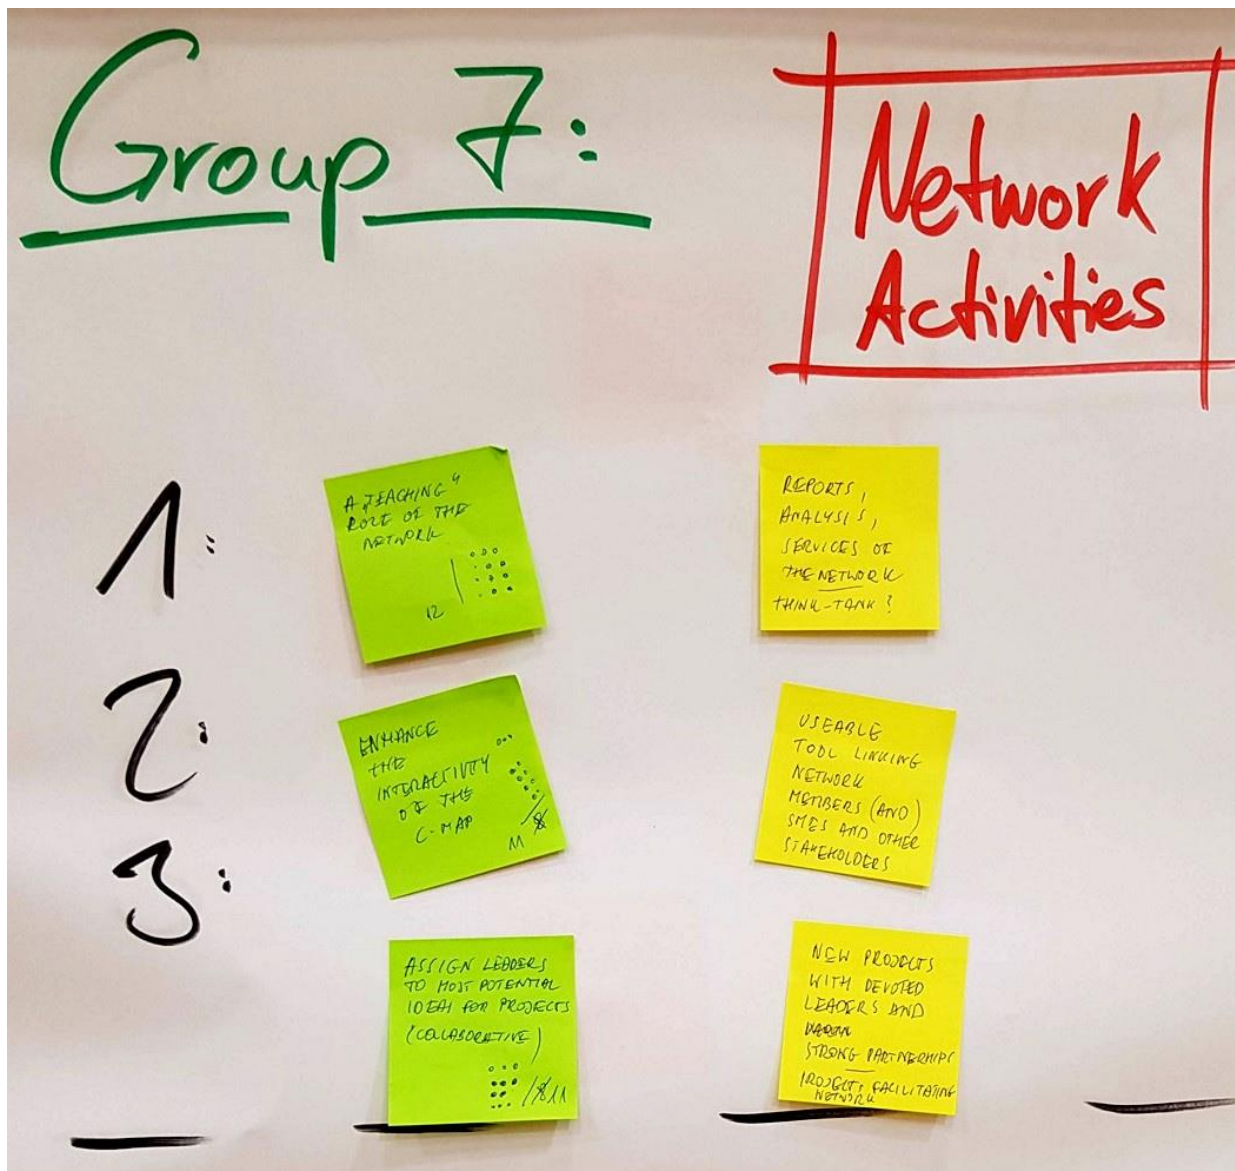 Group 7:
Network
Activities
1:
A „TEACHING"
ROLE OF THE
NETWORK
12
REPORTS,
ANALYSIS,
SERVICES OF
THE NETWORK
THINK-TANK?
2:
ENHANCE
THE
INTERACTIVITY
OF THE
C-MAP
11
USEABLE
TOOL LINKING
NETWORK
MEMBERS (AND)
SMES AND OTHER
STAKEHOLDERS
3:
ASSIGN LEADERS
TO MOST POTENTIAL
IDEAS FOR PROJECTS
(COLLABORATIVE)
11
NEW PROJECTS
WITH DEVOTED
LEADERS AND
STRONG PARTNERSHIPS
PROJECTS FACILITATING
NETWORK